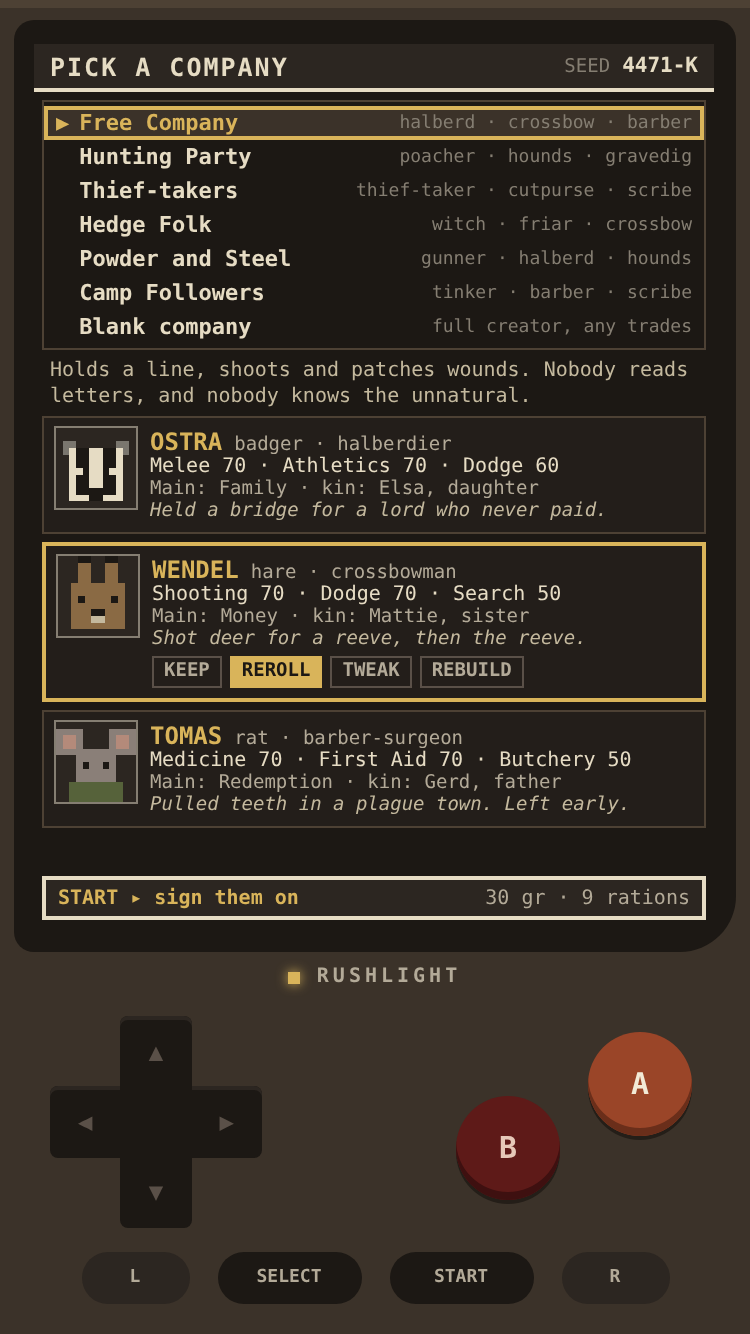 PICK A COMPANY SEED 4471-K
▶ Free Company halberd · crossbow · barber
Hunting Party poacher · hounds · gravedig
Thief-takers thief-taker · cutpurse · scribe
Hedge Folk witch · friar · crossbow
Powder and Steel gunner · halberd · hounds
Camp Followers tinker · barber · scribe
Blank company full creator, any trades
Holds a line, shoots and patches wounds. Nobody reads
letters, and nobody knows the unnatural.
OSTRA badger · halberdier
Melee 70 · Athletics 70 · Dodge 60
Main: Family · kin: Elsa, daughter
Held a bridge for a lord who never paid.
WENDEL hare · crossbowman
Shooting 70 · Dodge 70 · Search 50
Main: Money · kin: Mattie, sister
Shot deer for a reeve, then the reeve.
KEEP REROLL TWEAK REBUILD
TOMAS rat · barber-surgeon
Medicine 70 · First Aid 70 · Butchery 50
Main: Redemption · kin: Gerd, father
Pulled teeth in a plague town. Left early.
START ▸ sign them on 30 gr · 9 rations
RUSHLIGHT
▲
◀ ▶
▼
A
B
L SELECT START R